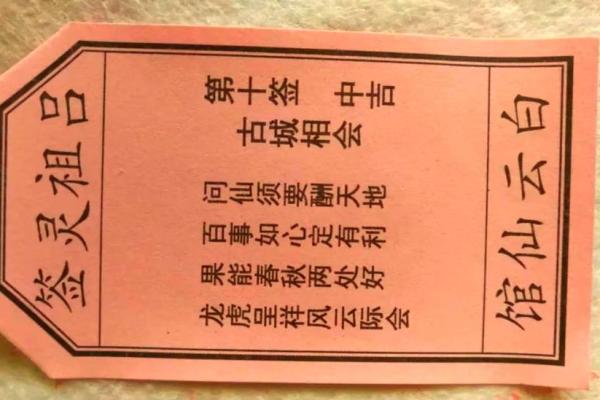 吕祖灵签
第十签 中吉
古城相会
问仙须要酬天地
百事如心定有利
果能春秋两处好
龙虎呈祥风云际会
白云仙馆